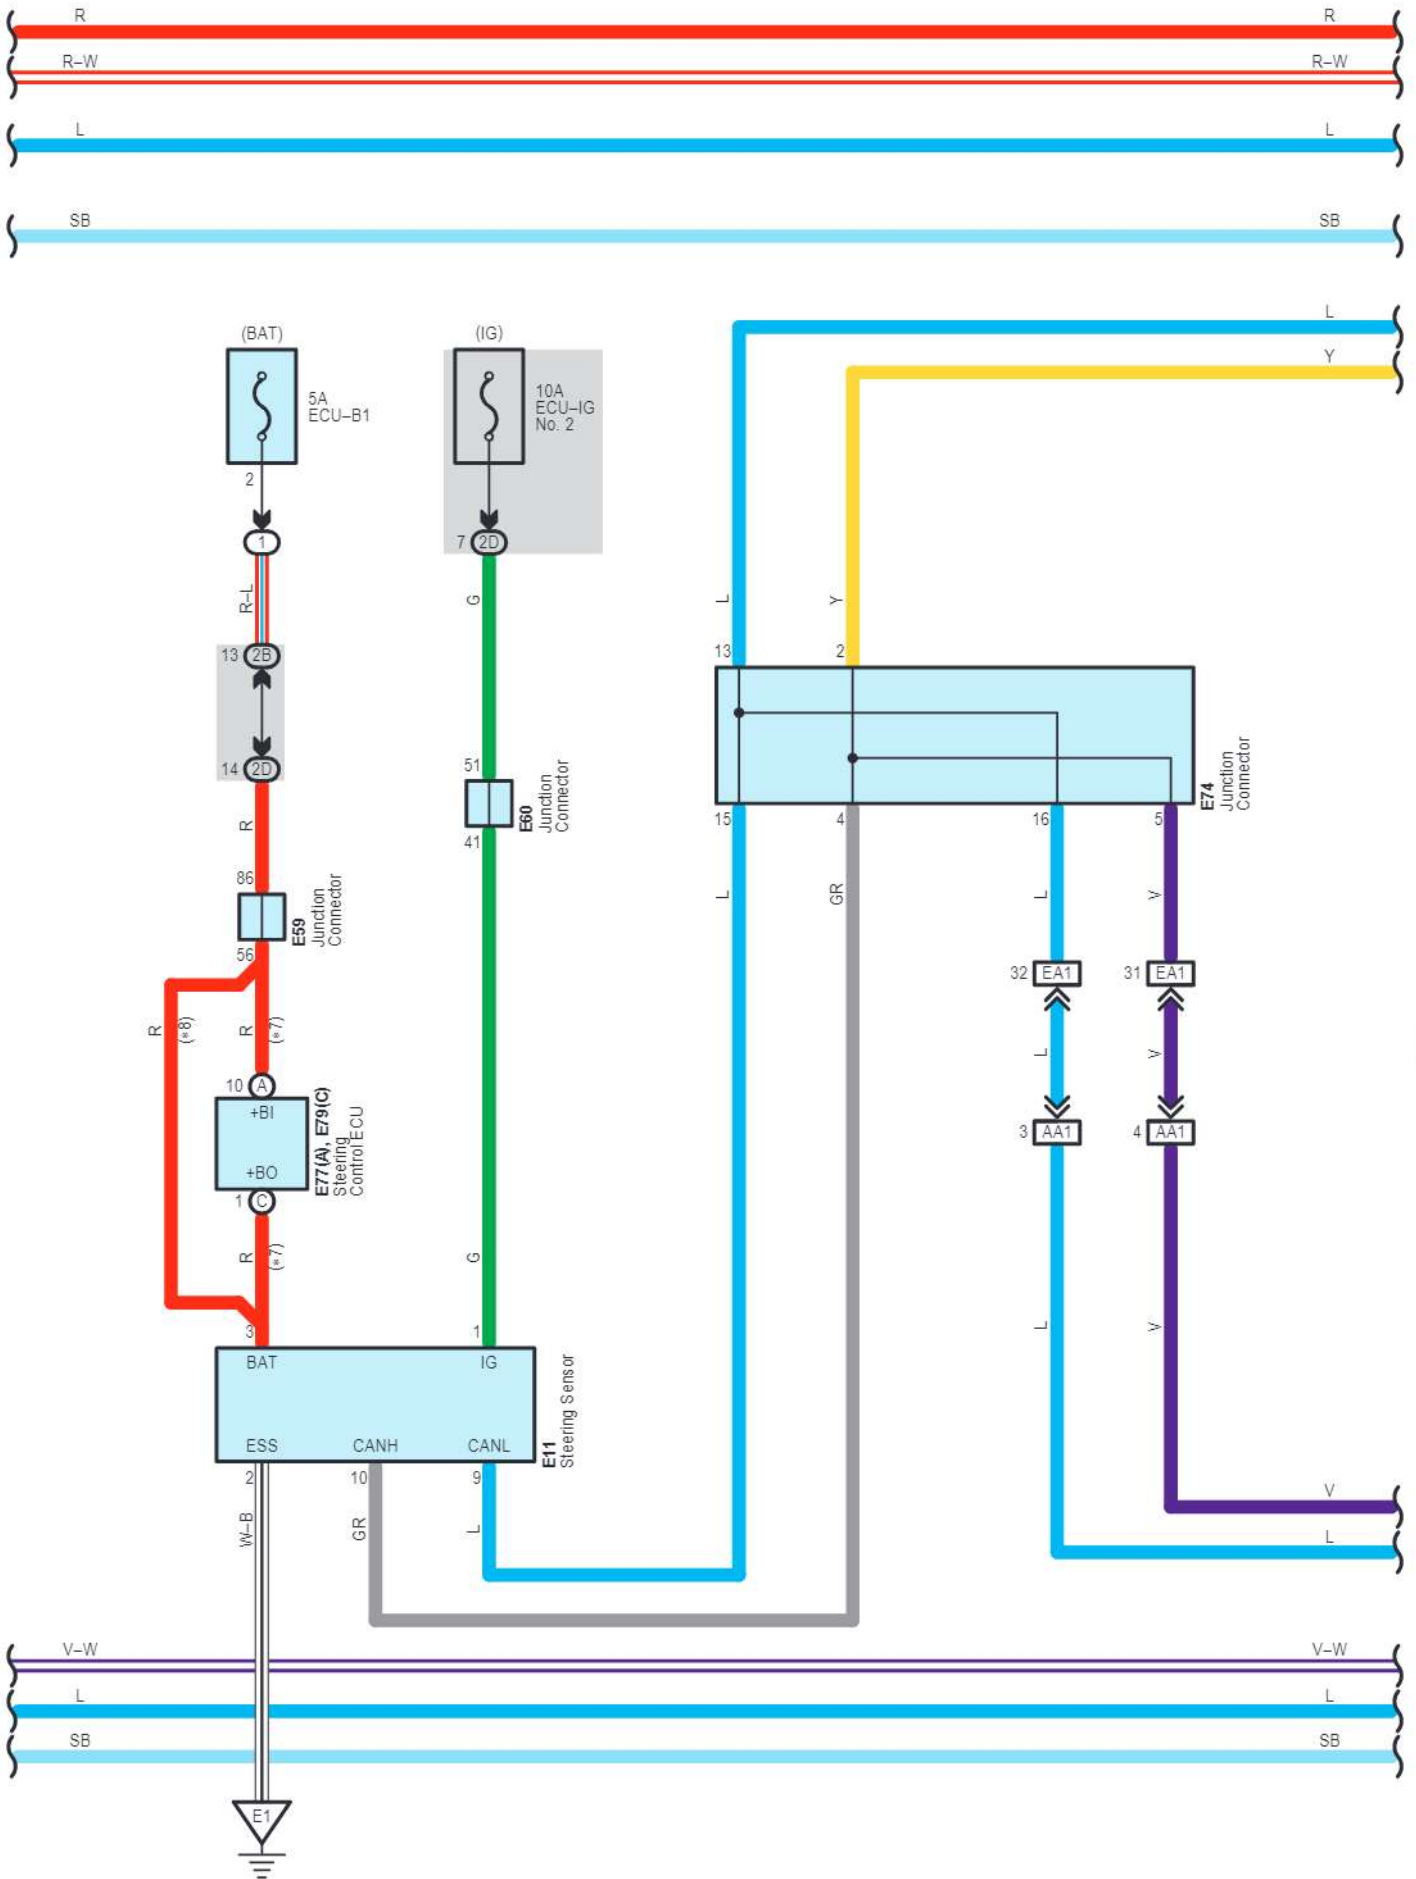 R R
R–W R–W
L L
SB SB
L
Y
(BAT) (IG)
5A
ECU–B1
10A
ECU–IG
No. 2
2
1
7 2D
R–L
G
L
Y
13 2B
13 2
14 2D
51
R
E60
Junction
Connector
E74
Junction
Connector
41
15 4 16 5
86
L
GR
L
V
E59
Junction
Connector
56
32 EA1 31 EA1
R
(*8)
R
(*7)
L
V
10 A
+BI
+BO
E77(A), E79(C)
Steering
Control ECU
3 AA1 4 AA1
1 C
R
(*7)
G
L
V
3 1
BAT IG
ESS CANH CANL
E11
Steering Sensor
2 10 9
W–B
GR
L
V
L
V–W V–W
L L
SB SB
E1